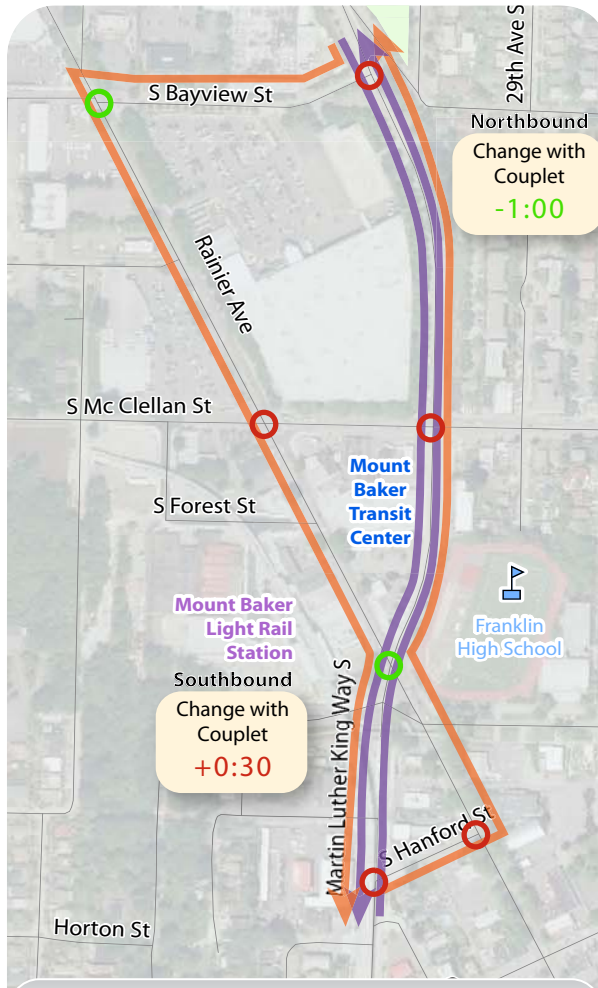 29th Ave S
S Bayview St
Northbound
Change with
Couplet
-1:00
Rainier Ave
S Mc Clellan St
Mount
Baker
Transit
Center
S Forest St
Mount Baker
Light Rail
Station
Franklin
High School
Southbound
Change with
Couplet
+0:30
Martin Luther King Way S
S Hanford St
Horton St